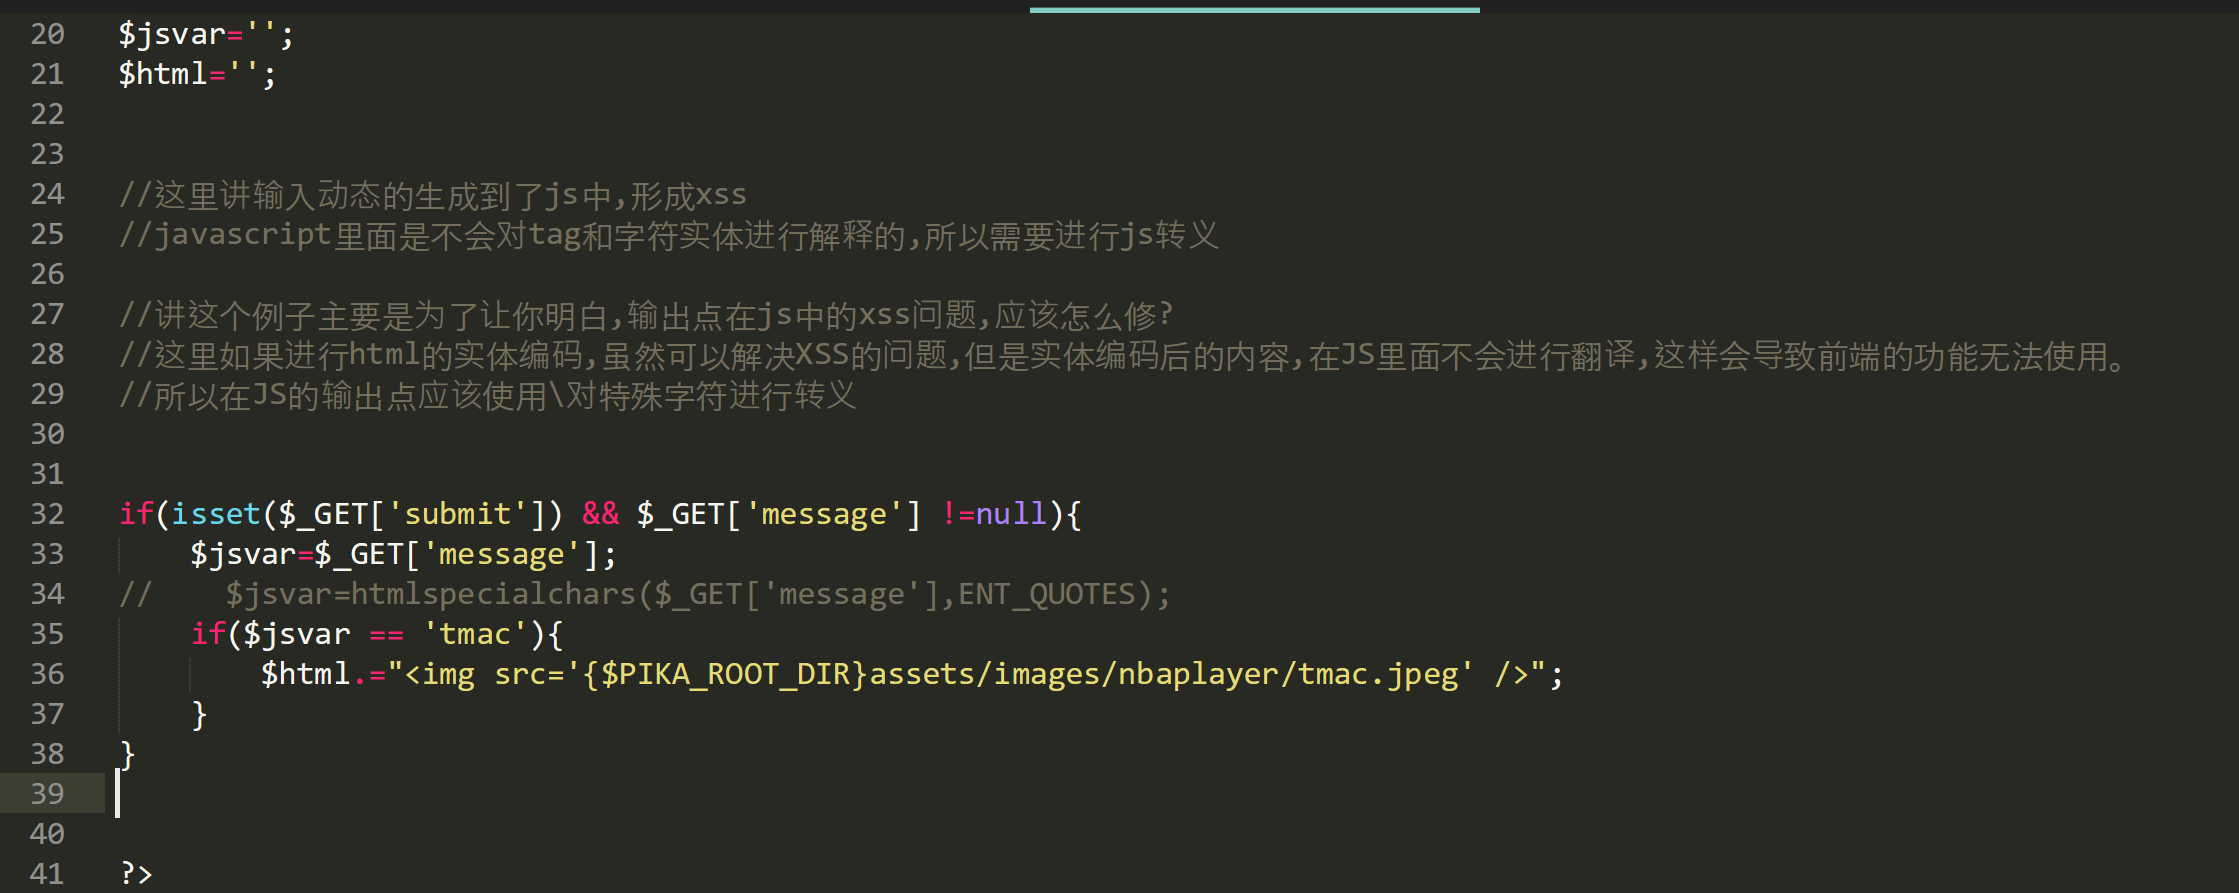 20 $jsvar='';
21 $html='';
22
23
24 //这里讲输入动态的生成到了js中,形成xss
25 //javascript里面是不会对tag和字符实体进行解释的,所以需要进行js转义
26
27 //讲这个例子主要是为了让你明白,输出点在js中的xss问题,应该怎么修?
28 //这里如果进行html的实体编码,虽然可以解决XSS的问题,但是实体编码后的内容,在JS里面不会进行翻译,这样会导致前端的功能无法使用。
29 //所以在JS的输出点应该使用\对特殊字符进行转义
30
31
32 if(isset($_GET['submit']) && $_GET['message'] !=null){
33     $jsvar=$_GET['message'];
34 //    $jsvar=htmlspecialchars($_GET['message'],ENT_QUOTES);
35     if($jsvar == 'tmac'){
36         $html.="<img src='{$PIKA_ROOT_DIR}assets/images/nbaplayer/tmac.jpeg' />";
37     }
38 }
39
40
41 ?>